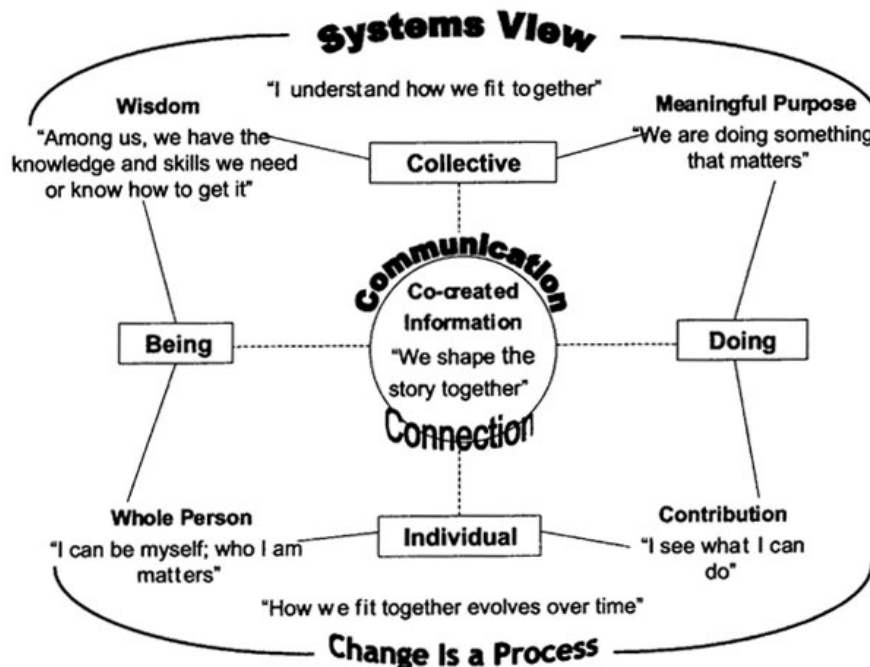 Systems View
"I understand how we fit together"
Wisdom
"Among us, we have the
knowledge and skills we need
or know how to get it"
Meaningful Purpose
"We are doing something
that matters"
Collective
Communication
Co-created
Information
"We shape the
story together"
Connection
Being
Doing
Whole Person
"I can be myself; who I am
matters"
Individual
Contribution
"I see what I can
do"
"How we fit together evolves over time"
Change Is a Process